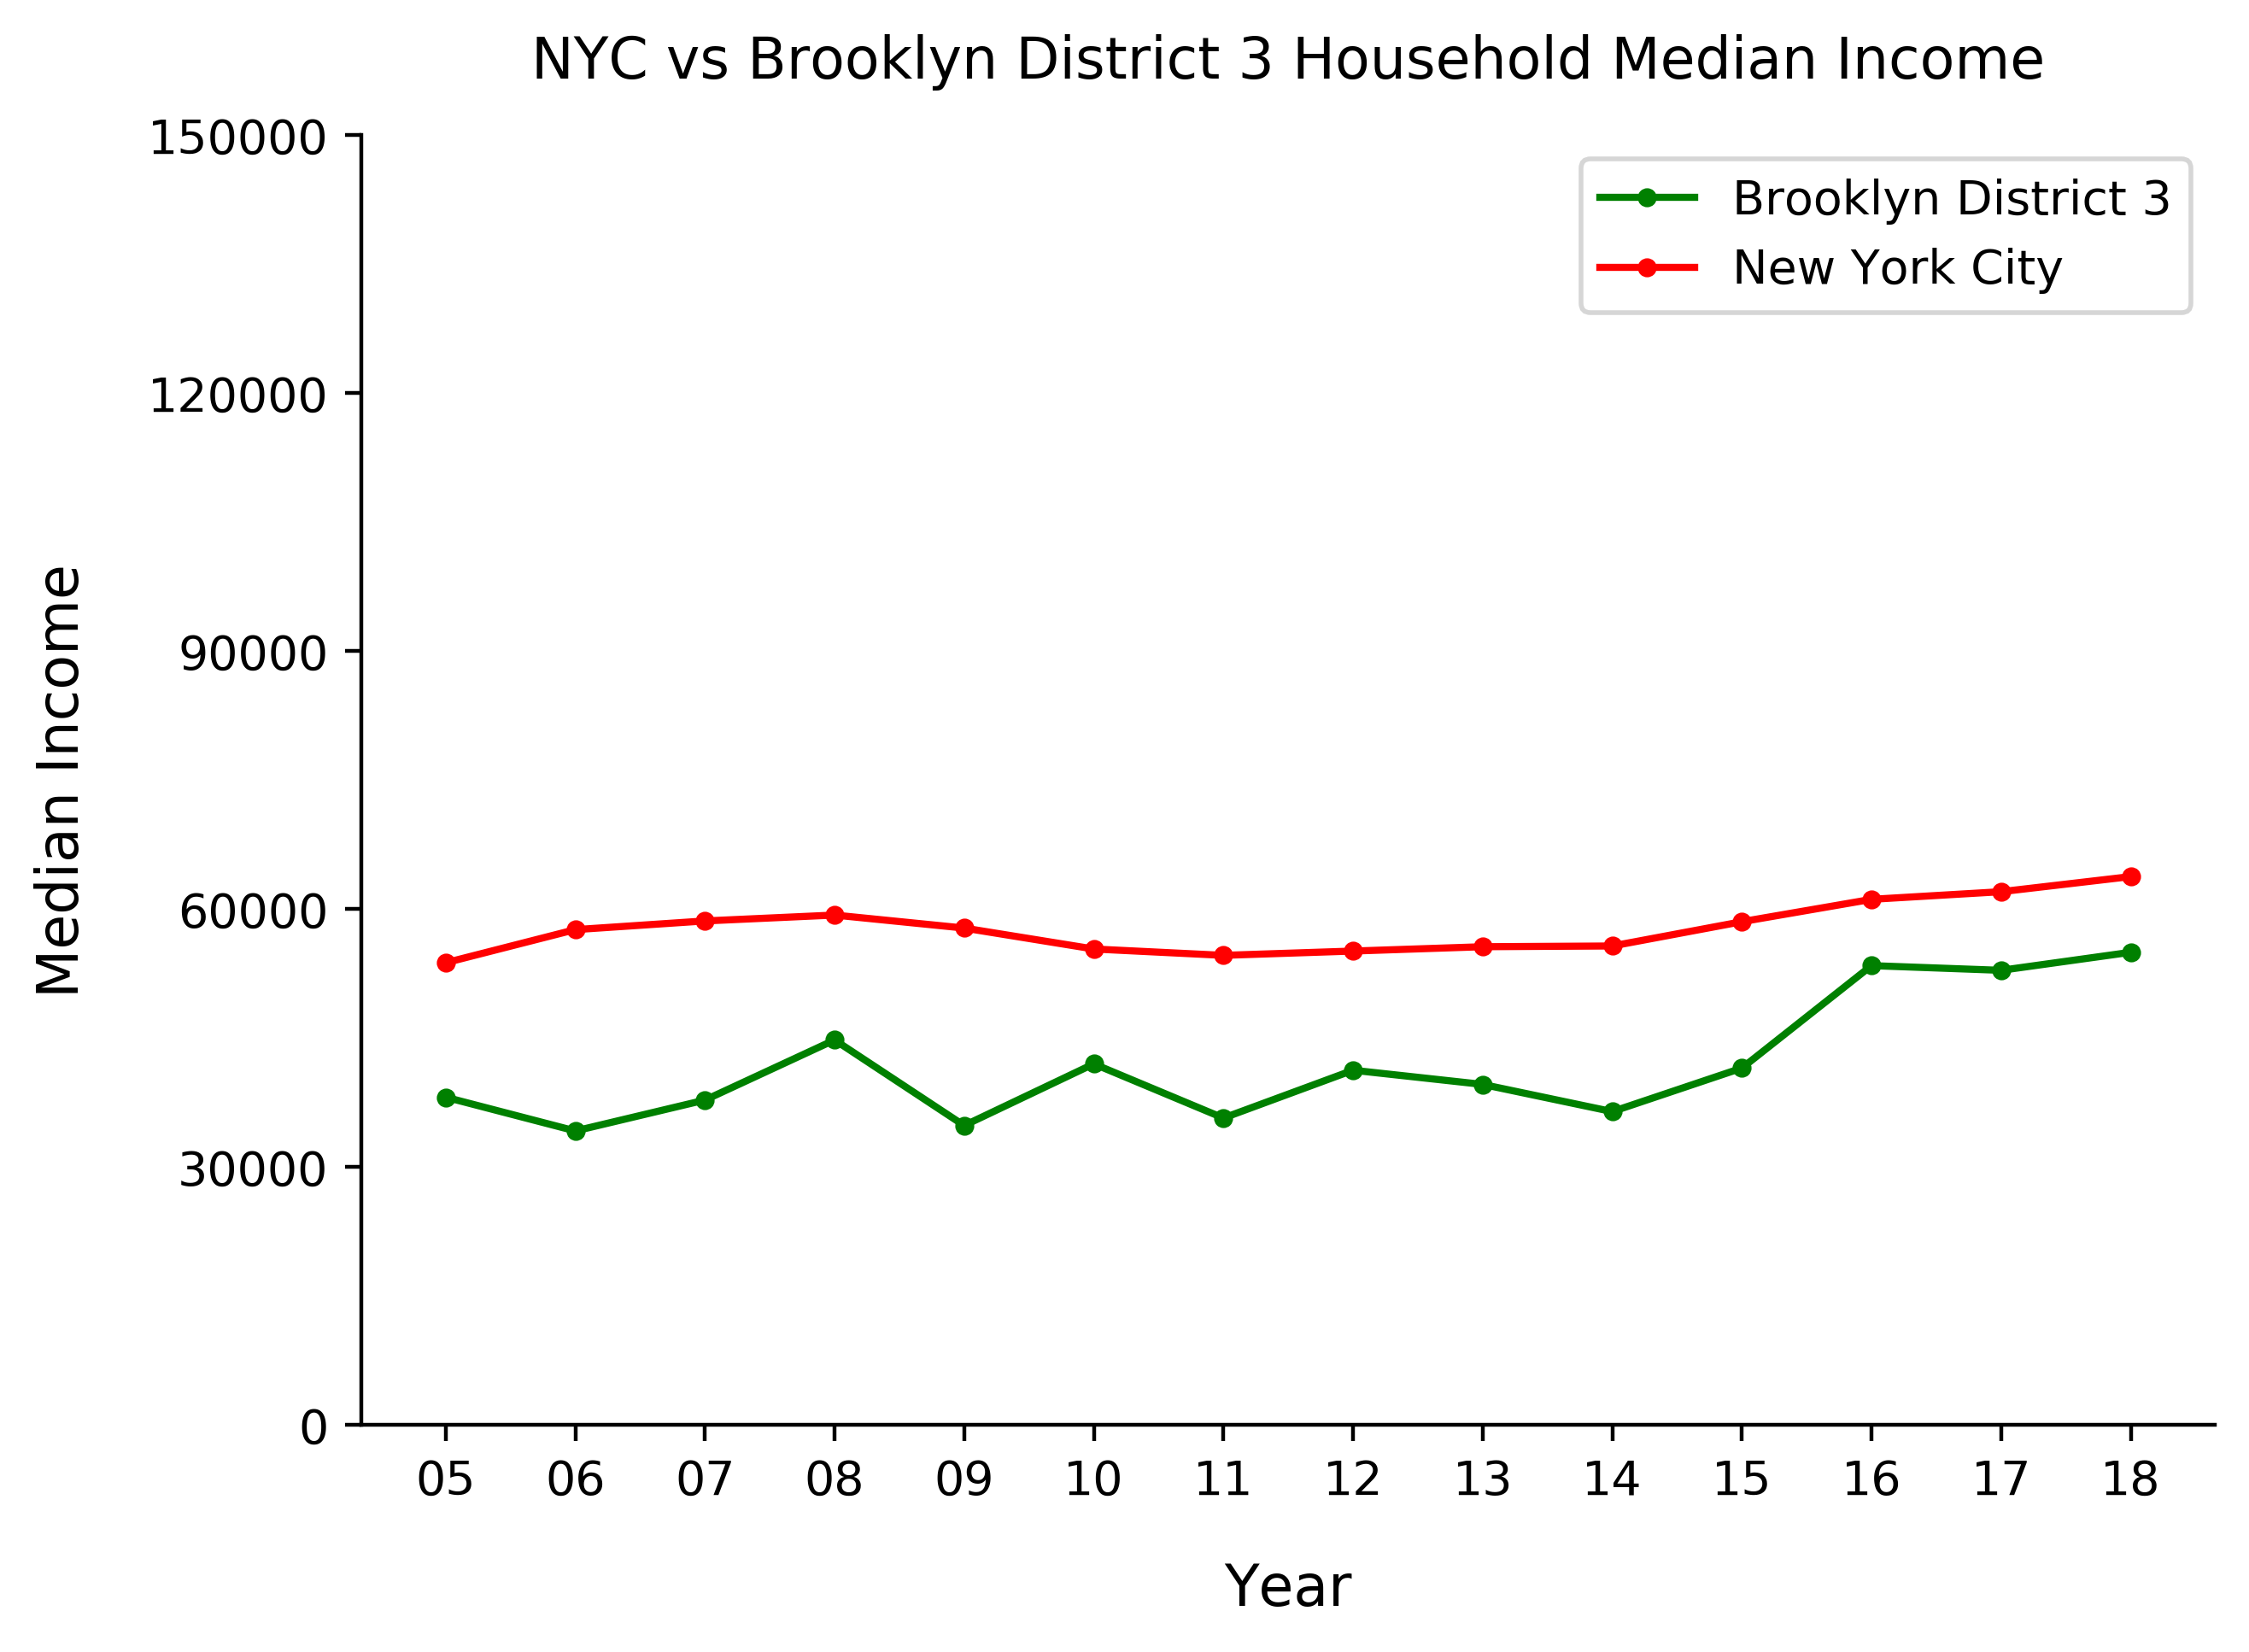 NYC vs Brooklyn District 3 Household Median Income
150000
120000
90000
60000
30000
0
Median Income
Brooklyn District 3
New York City
05 06 07 08 09 10 11 12 13 14 15 16 17 18
Year